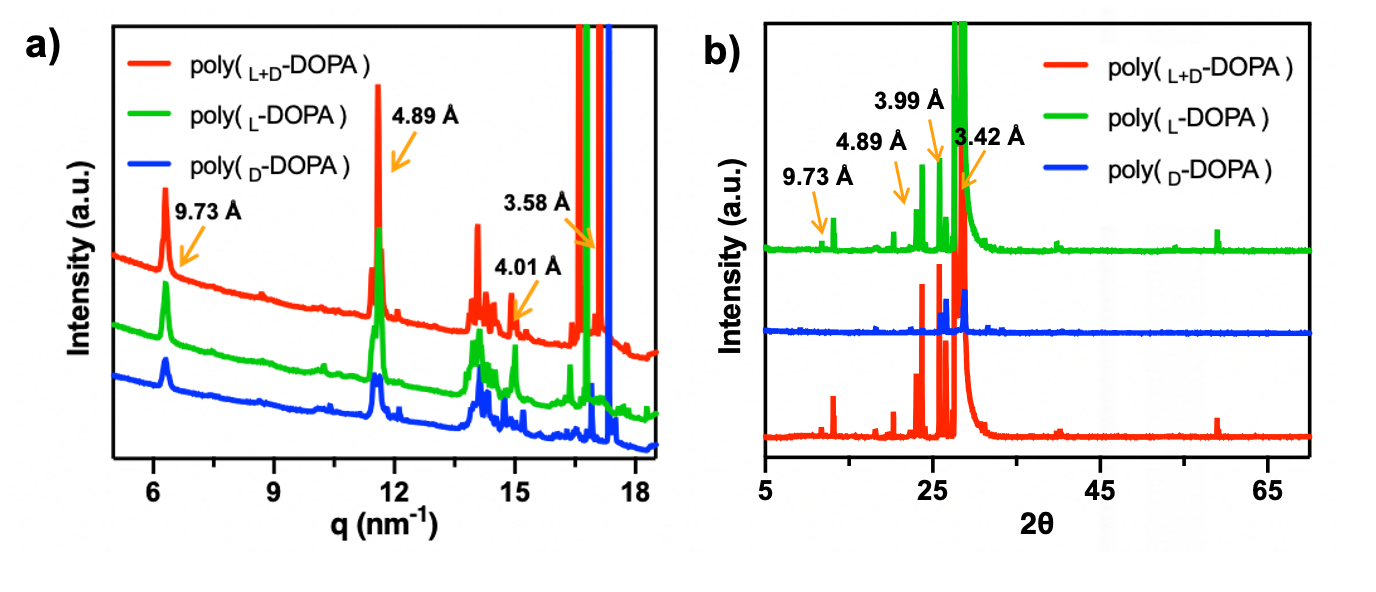 a)
poly( L+D-DOPA )
poly( L-DOPA )
poly( D-DOPA )
9.73 Å
4.89 Å
3.58 Å
4.01 Å
Intensity (a.u.)
6 9 12 15 18
q (nm-1)
b)
poly( L+D-DOPA )
poly( L-DOPA )
poly( D-DOPA )
3.99 Å
4.89 Å
3.42 Å
9.73 Å
Intensity (a.u.)
5 25 45 65
2θ